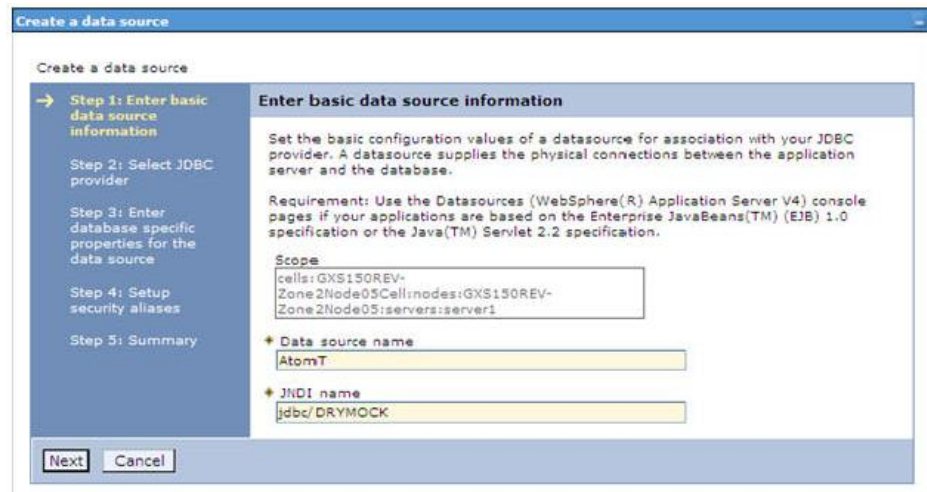 Create a data source
Create a data source
Step 1: Enter basic
data source
information
Step 2: Select JDBC
provider
Step 3: Enter
database specific
properties for the
data source
Step 4: Setup
security aliases
Step 5: Summary
Enter basic data source information
Set the basic configuration values of a datasource for association with your JDBC
provider. A datasource supplies the physical connections between the application
server and the database.
Requirement: Use the Datasources (WebSphere(R) Application Server V4) console
pages if your applications are based on the Enterprise JavaBeans(TM) (EJB) 1.0
specification or the Java(TM) Servlet 2.2 specification.
Scope
cells:GXS150REV-
Zone2Node05Cell:nodes:GXS150REV-
Zone2Node05:servers:server1
Data source name
AtomT
JNDI name
jdbc/DRYMOCK
Next Cancel